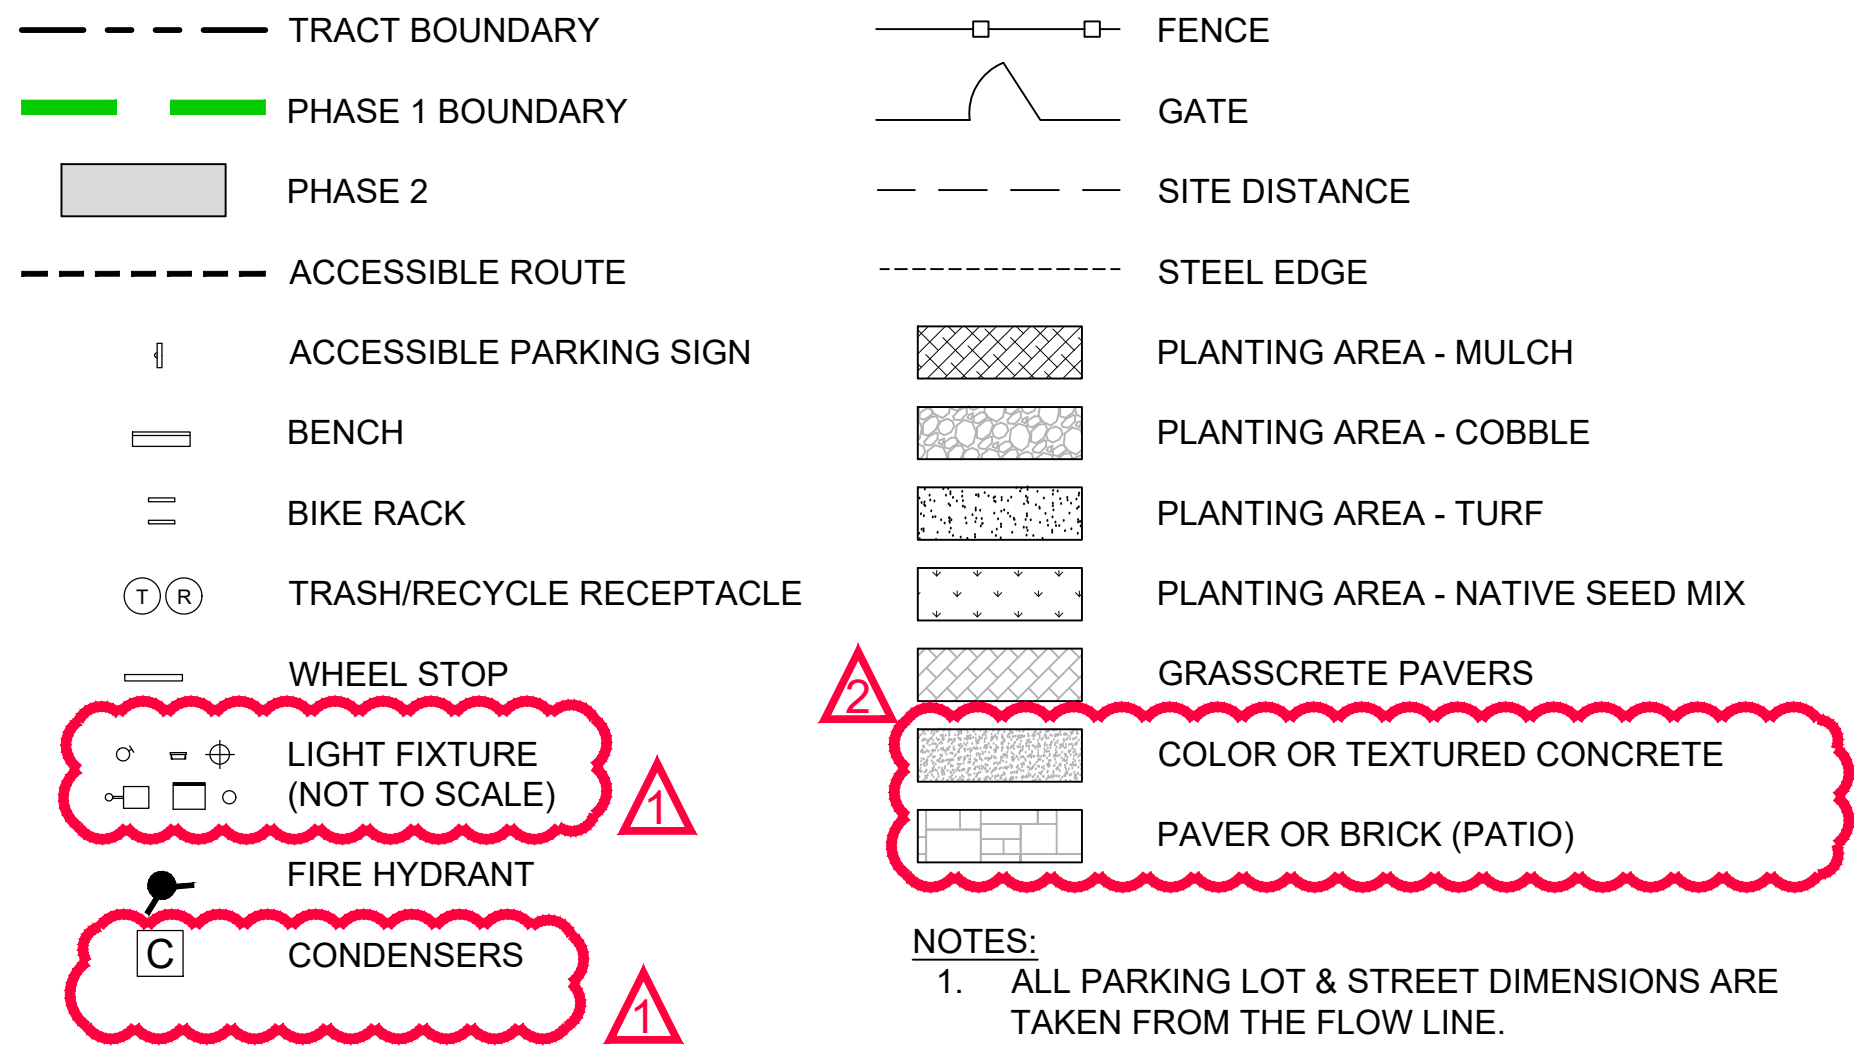 TRACT BOUNDARY
PHASE 1 BOUNDARY
PHASE 2
ACCESSIBLE ROUTE
ACCESSIBLE PARKING SIGN
BENCH
BIKE RACK
T R TRASH/RECYCLE RECEPTACLE
WHEEL STOP
LIGHT FIXTURE
(NOT TO SCALE)
1
FIRE HYDRANT
C CONDENSERS
1
FENCE
GATE
SITE DISTANCE
STEEL EDGE
PLANTING AREA - MULCH
PLANTING AREA - COBBLE
PLANTING AREA - TURF
PLANTING AREA - NATIVE SEED MIX
GRASSCRETE PAVERS
2
COLOR OR TEXTURED CONCRETE
PAVER OR BRICK (PATIO)
NOTES:
1. ALL PARKING LOT & STREET DIMENSIONS ARE
TAKEN FROM THE FLOW LINE.